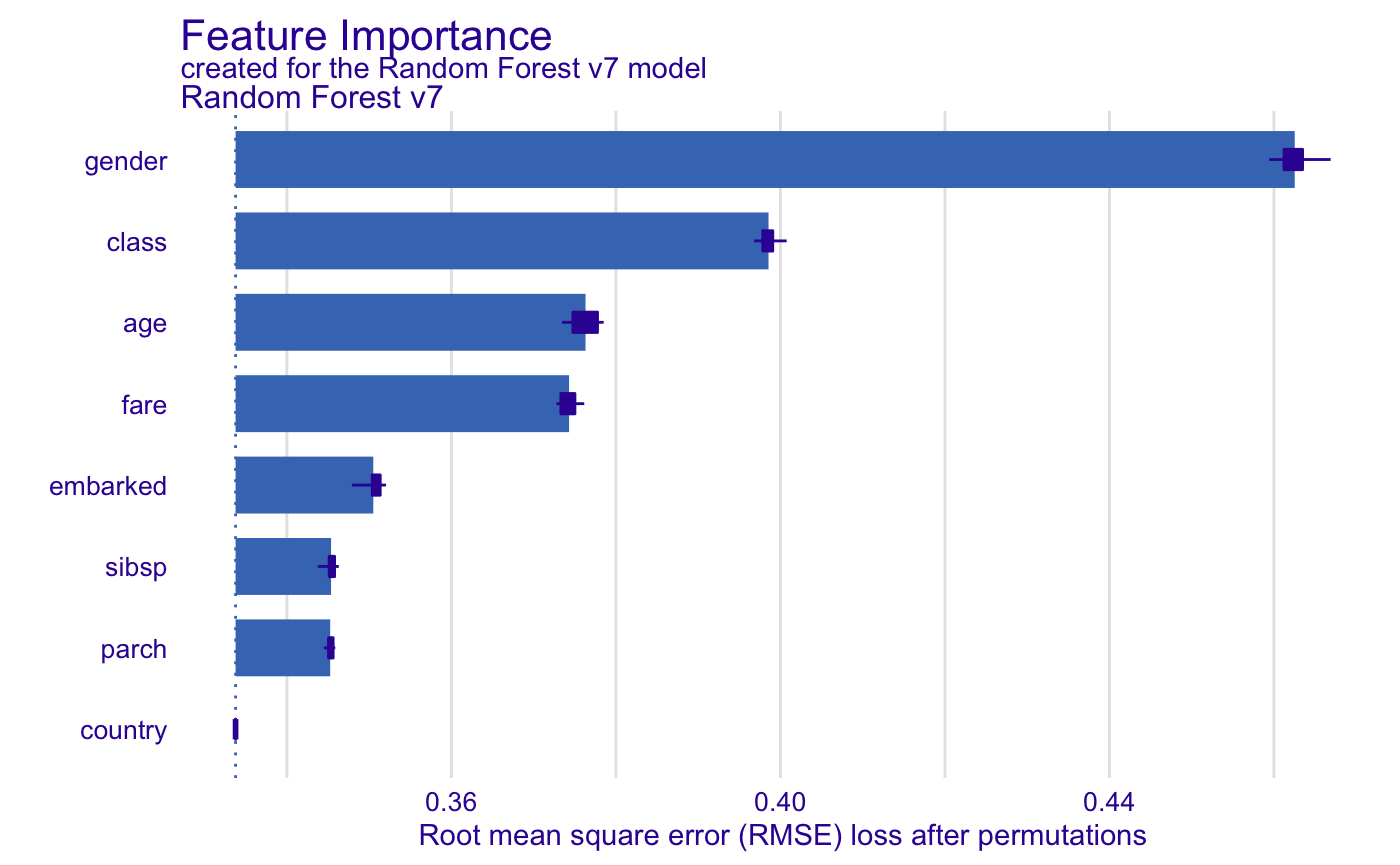 Feature Importance
created for the Random Forest v7 model
Random Forest v7
gender
class
age
fare
embarked
sibsp
parch
country
0.36 0.40 0.44
Root mean square error (RMSE) loss after permutations